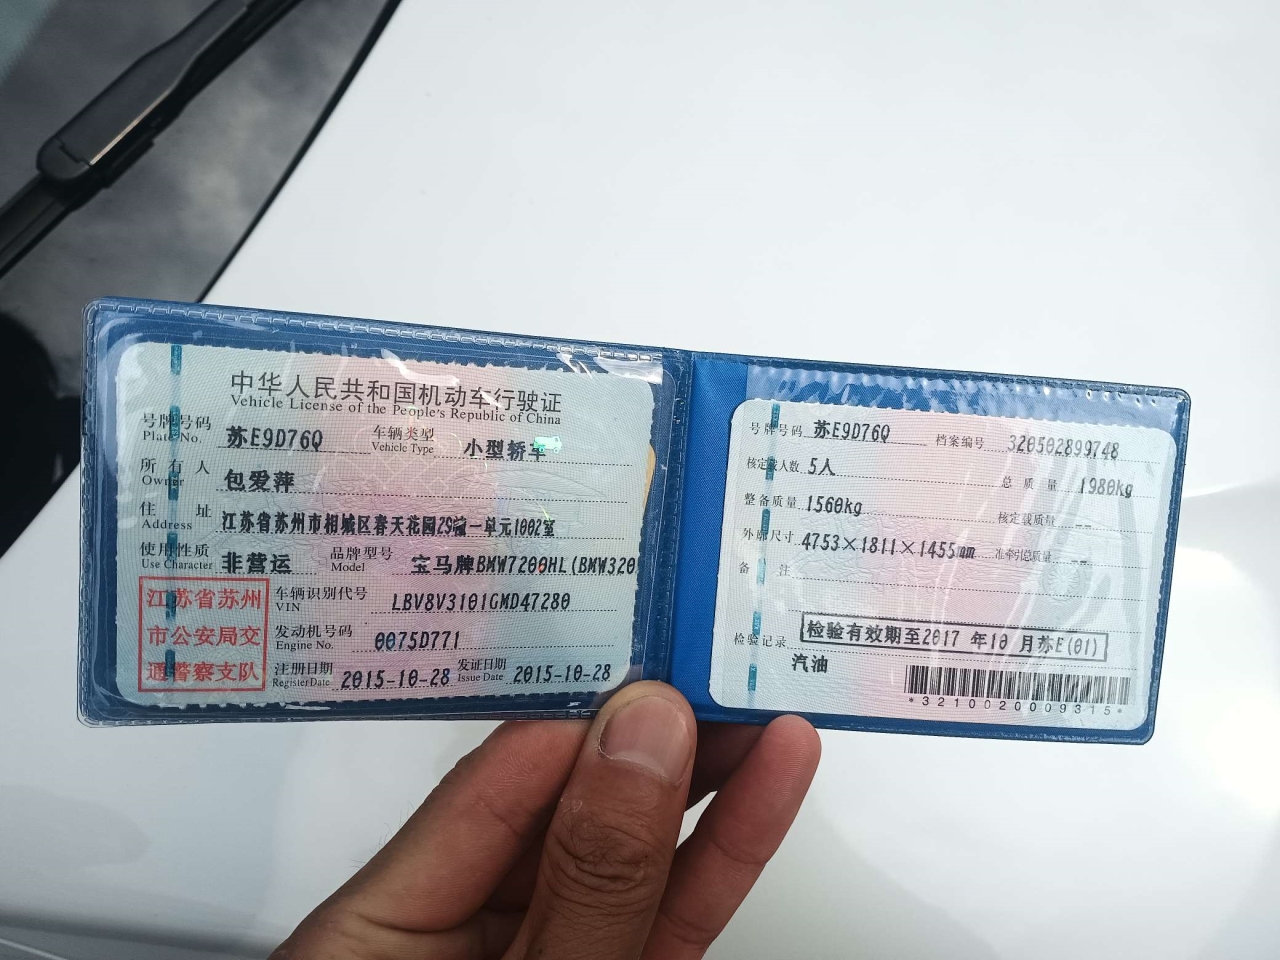 中华人民共和国机动车行驶证
Vehicle License of the People's Republic of China
号牌号码 苏E9D76Q 车辆类型 小型轿车
Plate No. Vehicle Type
所有人 包爱萍
Owner
住址 江苏省苏州市相城区春天花园29幢一单元1002室
Address
使用性质 非营运 品牌型号 宝马牌BMW7200HL(BMW320
Use Character Model
江苏省苏州
市公安局交
通警察支队
车辆识别代号 LBV8V3101GMD47280
VIN
发动机号码 0075D771
Engine No.
注册日期 2015-10-28 发证日期 2015-10-28
Register Date Issue Date
号牌号码 苏E9D76Q 档案编号 320502899748
核定载人数 5人 总质量 1980kg
整备质量 1560kg 核定载质量 --
外廓尺寸 4753×1811×1455mm 准牵引总质量 --
备注
检验记录 检验有效期至2017年10月苏E(01)
汽油
*3210020009315*